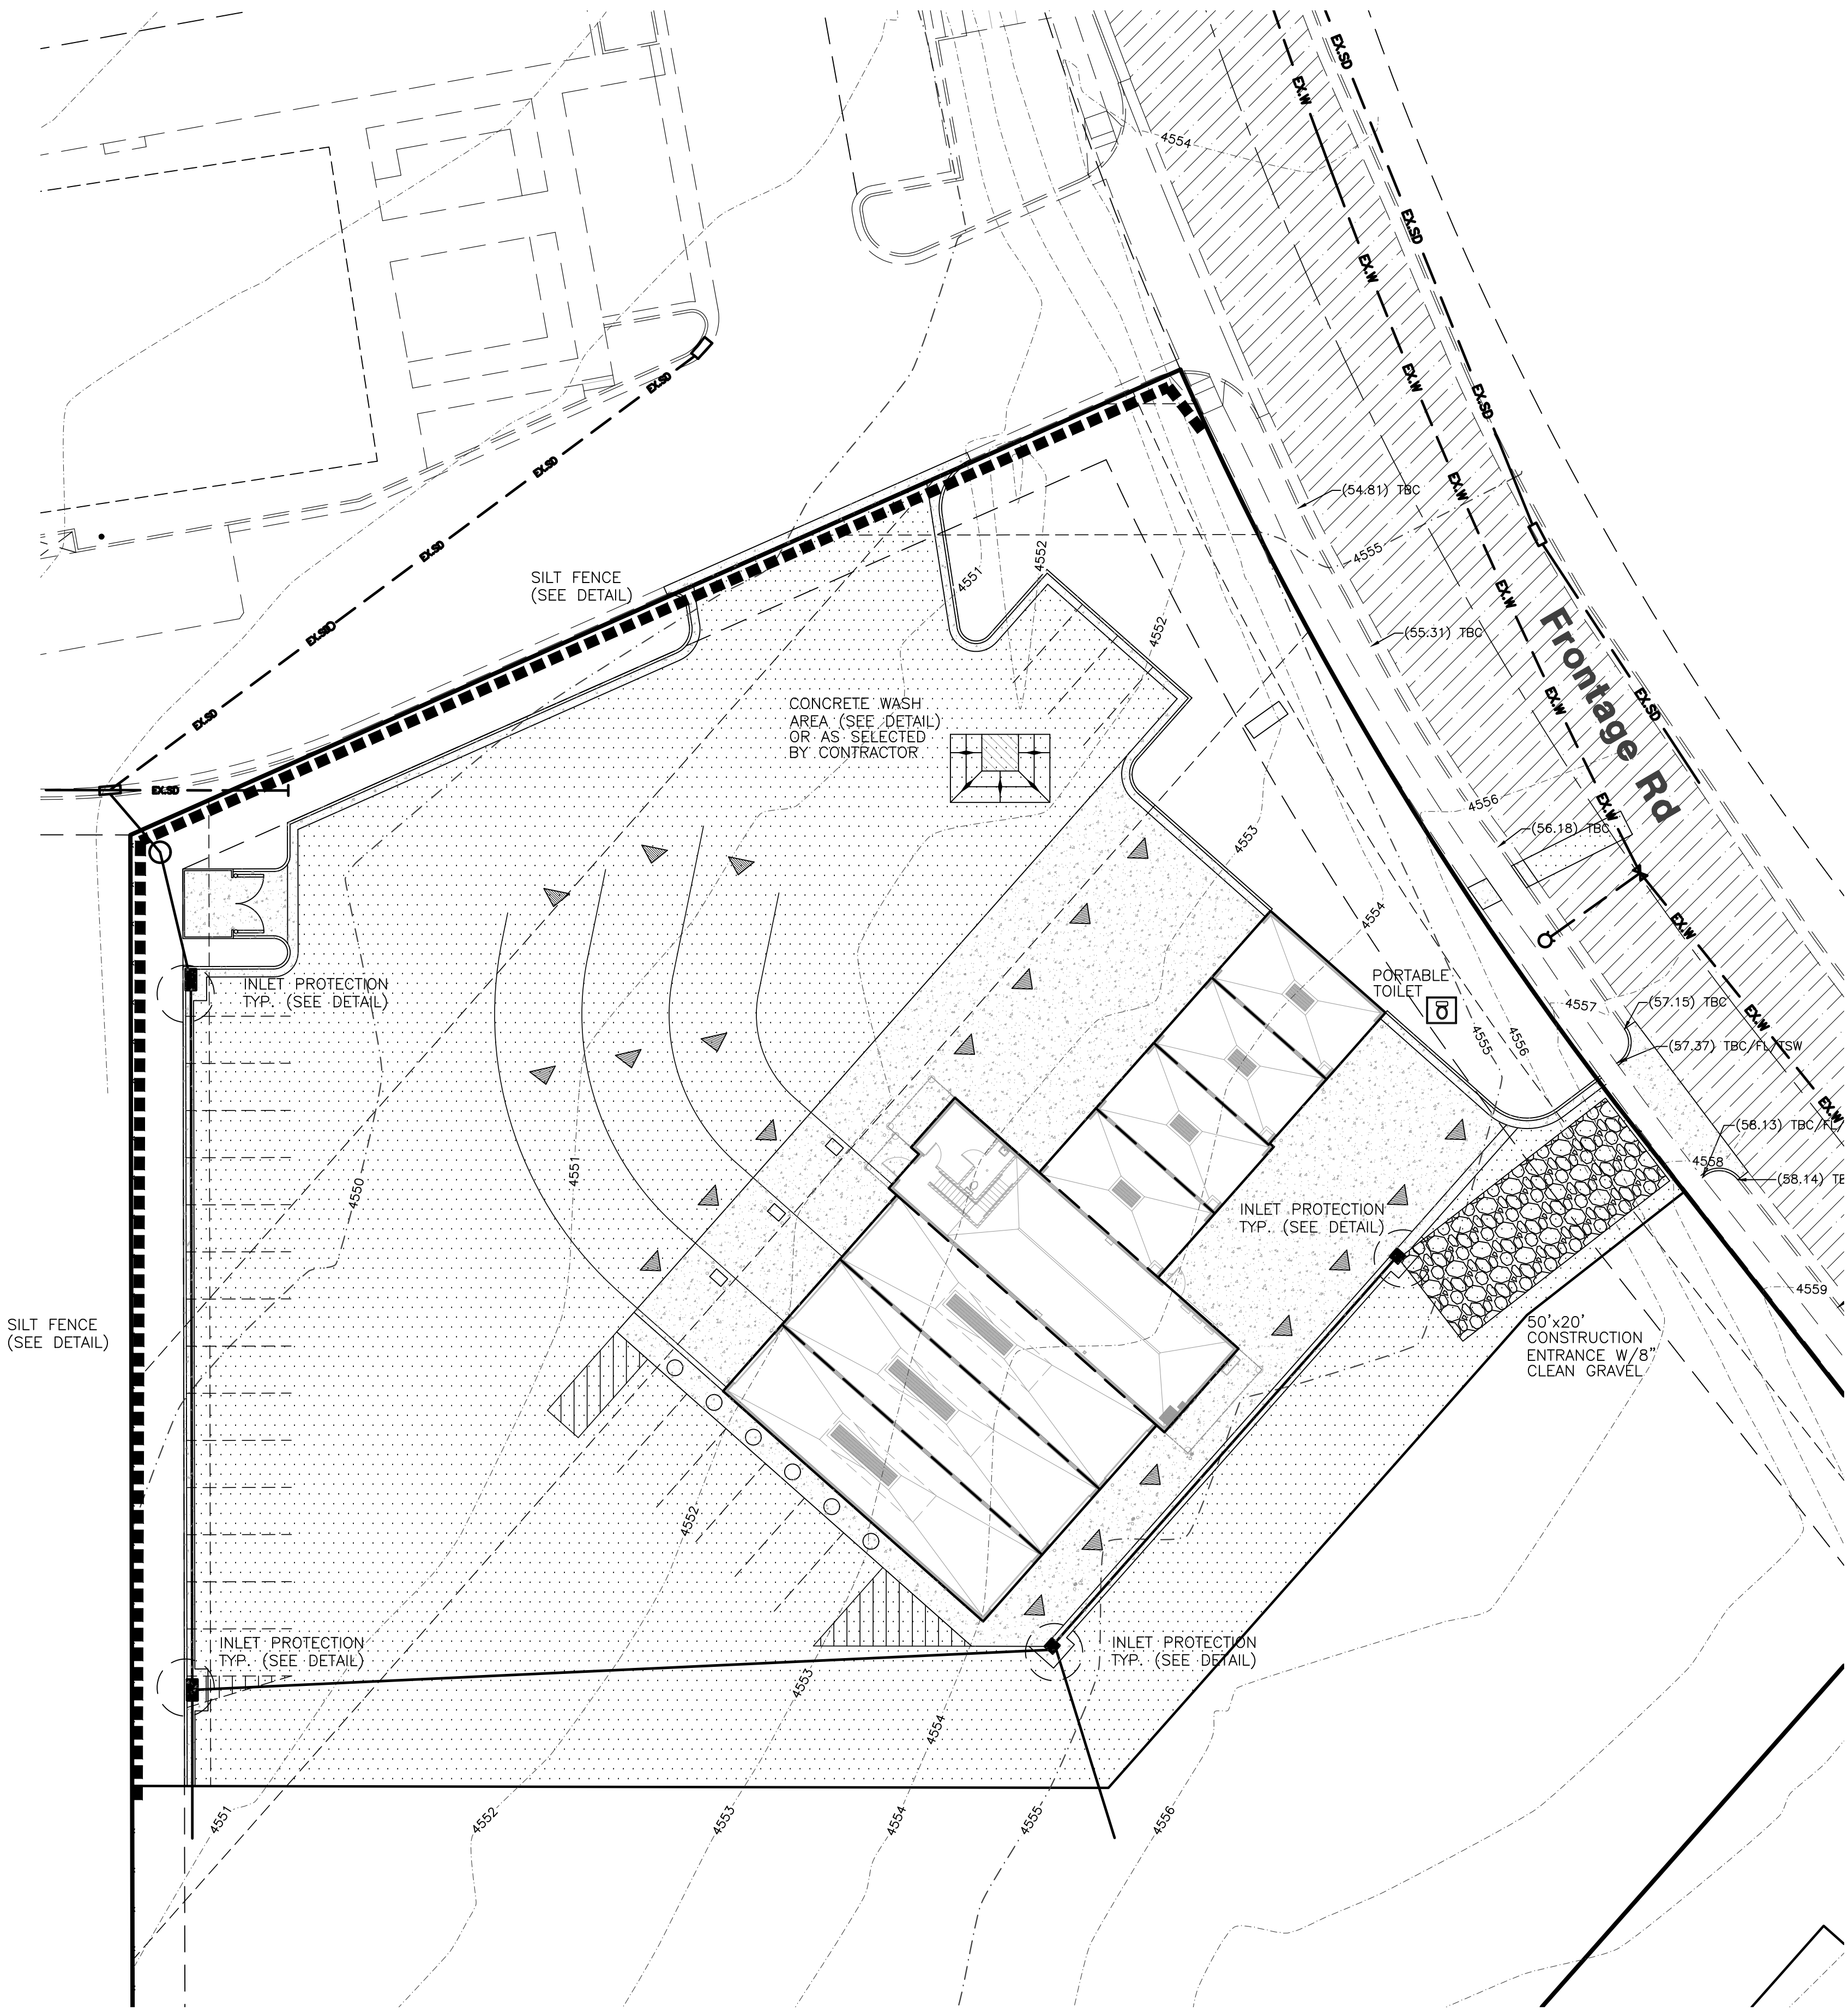 EX.SD
EX.W
EX.SD
4554
EX.SD
EX.W
EX.SD
EX.W
EX.SD
EX.SD
EX.W
(54.81) TBC
EX.SD
4555
4552
4551
SILT FENCE
(SEE DETAIL)
EX.W
EX.SD
4552
(55.31) TBC
Frontage Rd
EX.SD
EX.W
EX.SD
CONCRETE WASH
AREA (SEE DETAIL)
OR AS SELECTED
BY CONTRACTOR
EX.SD
4556
EX.W
(56.18) TBC
4553
4554
EX.W
INLET PROTECTION
TYP. (SEE DETAIL)
PORTABLE
TOILET
4557
(57.15) TBC
EX.W
4555
4556
(57.37) TBC/FL/TSW
EX.W
(58.13) TBC/FL/
4551
4550
4558
(58.14) TB
INLET PROTECTION
TYP. (SEE DETAIL)
4559
SILT FENCE
(SEE DETAIL)
50'x20'
CONSTRUCTION
ENTRANCE W/8"
CLEAN GRAVEL
4552
INLET PROTECTION
TYP. (SEE DETAIL)
INLET PROTECTION
TYP. (SEE DETAIL)
4553
4554
4551
4552
4553
4554
4555
4556